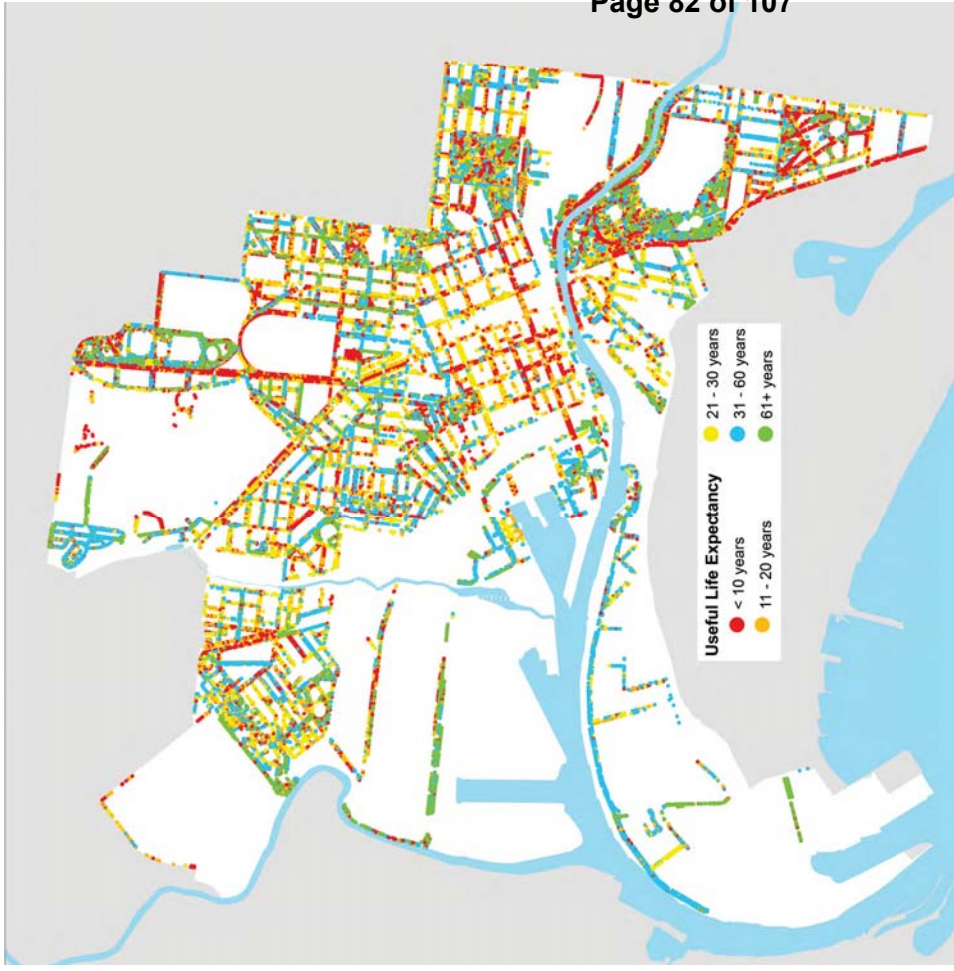 Page 82 of 107
Useful Life Expectancy
< 10 years
11 - 20 years
21 - 30 years
31 - 60 years
61+ years